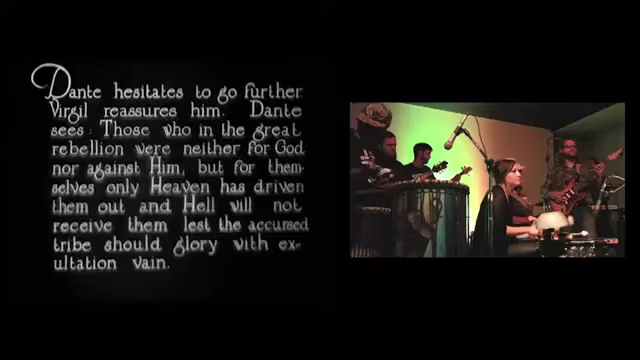 Dante hesitates to go further.
Virgil reassures him. Dante
sees: Those who in the great
rebellion were neither for God
nor against Him, but for them-
selves only Heaven has driven
them out and Hell will not
receive them lest the accursed
tribe should glory with ex-
ultation vain.